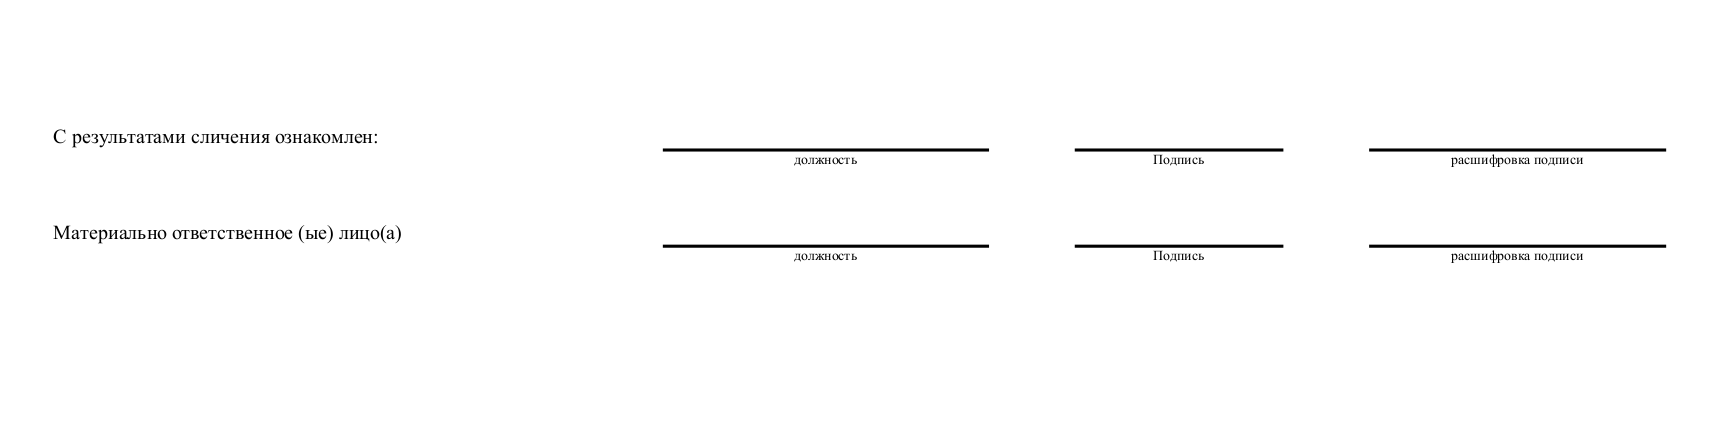 С результатами сличения ознакомлен:
должность Подпись расшифровка подписи
Материально ответственное (ые) лицо(а)
должность Подпись расшифровка подписи